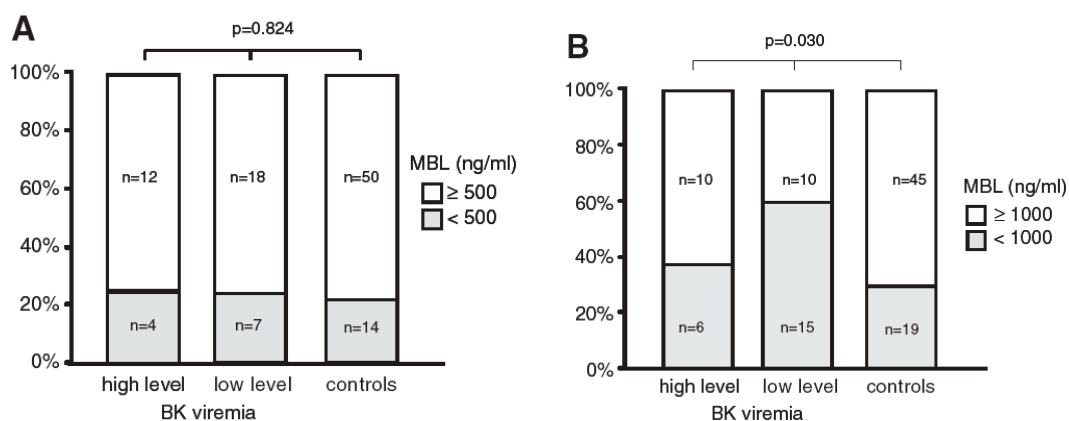 A
p=0.824
100%
80%
60%
40%
20%
0%
n=12
n=18
n=50
n=4
n=7
n=14
MBL (ng/ml)
≥ 500
< 500
high level
low level
controls
BK viremia
B
p=0.030
100%
80%
60%
40%
20%
0%
n=10
n=10
n=45
n=6
n=15
n=19
MBL (ng/ml)
≥ 1000
< 1000
high level
low level
controls
BK viremia